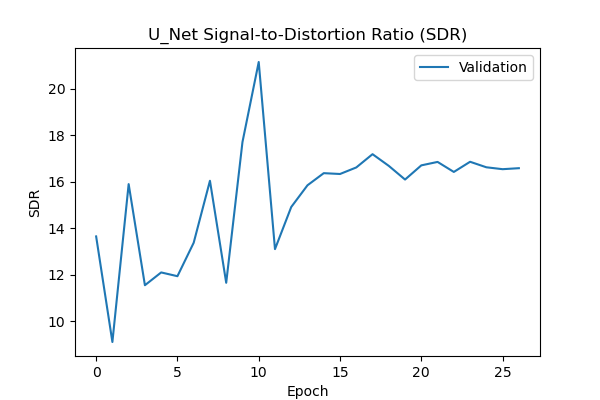 U_Net Signal-to-Distortion Ratio (SDR)
Validation
20
18
16
14
12
10
SDR
0 5 10 15 20 25
Epoch